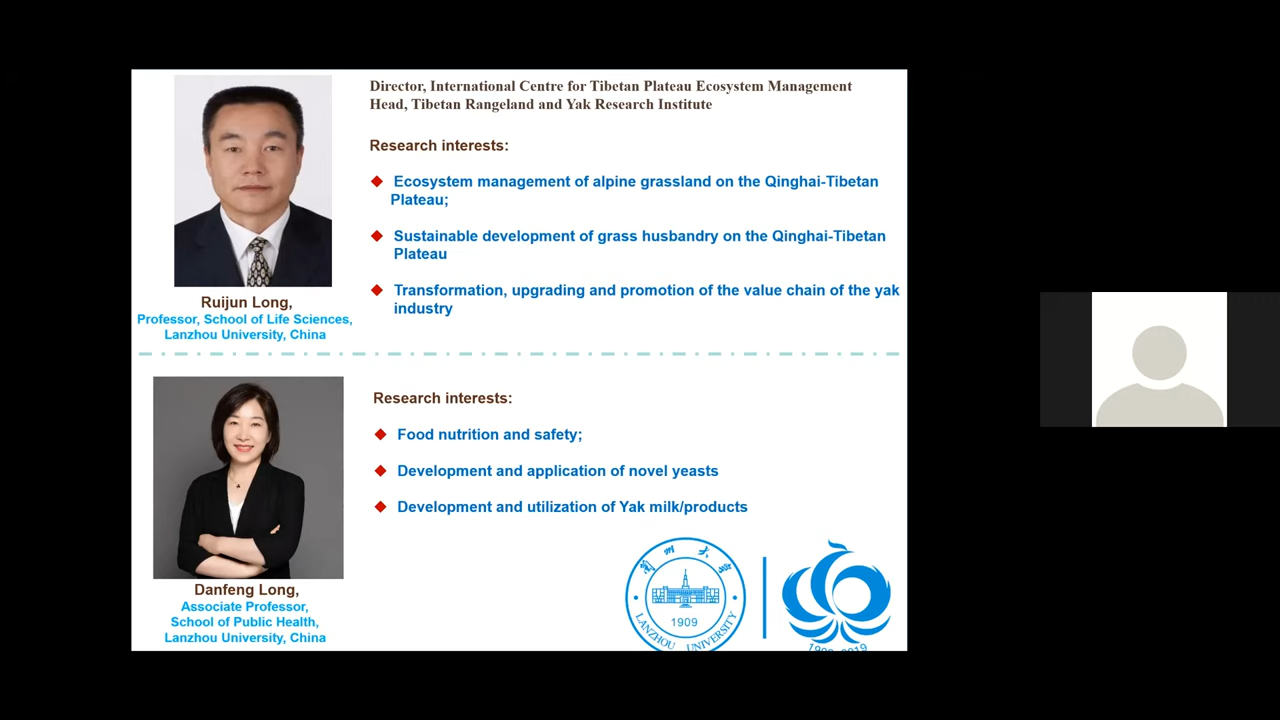 Director, International Centre for Tibetan Plateau Ecosystem Management
Head, Tibetan Rangeland and Yak Research Institute
Research interests:
Ecosystem management of alpine grassland on the Qinghai-Tibetan
Plateau;
Sustainable development of grass husbandry on the Qinghai-Tibetan
Plateau
Transformation, upgrading and promotion of the value chain of the yak
industry
Ruijun Long,
Professor, School of Life Sciences,
Lanzhou University, China
Research interests:
Food nutrition and safety;
Development and application of novel yeasts
Development and utilization of Yak milk/products
Danfeng Long,
Associate Professor,
School of Public Health,
Lanzhou University, China
1909
LANZHOU UNIVERSITY